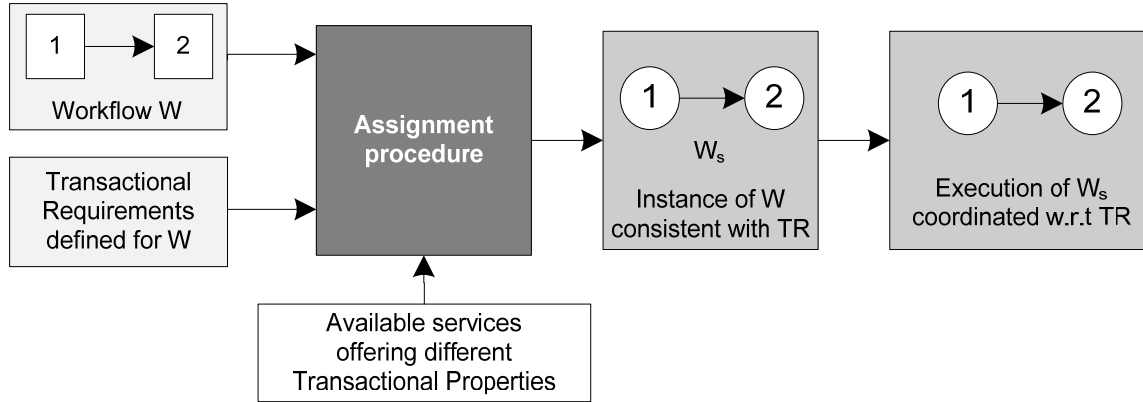 1 2
Workflow W
Transactional
Requirements
defined for W
Assignment
procedure
Available services
offering different
Transactional Properties
1 2
Ws
Instance of W
consistent with TR
1 2
Execution of Ws
coordinated w.r.t TR